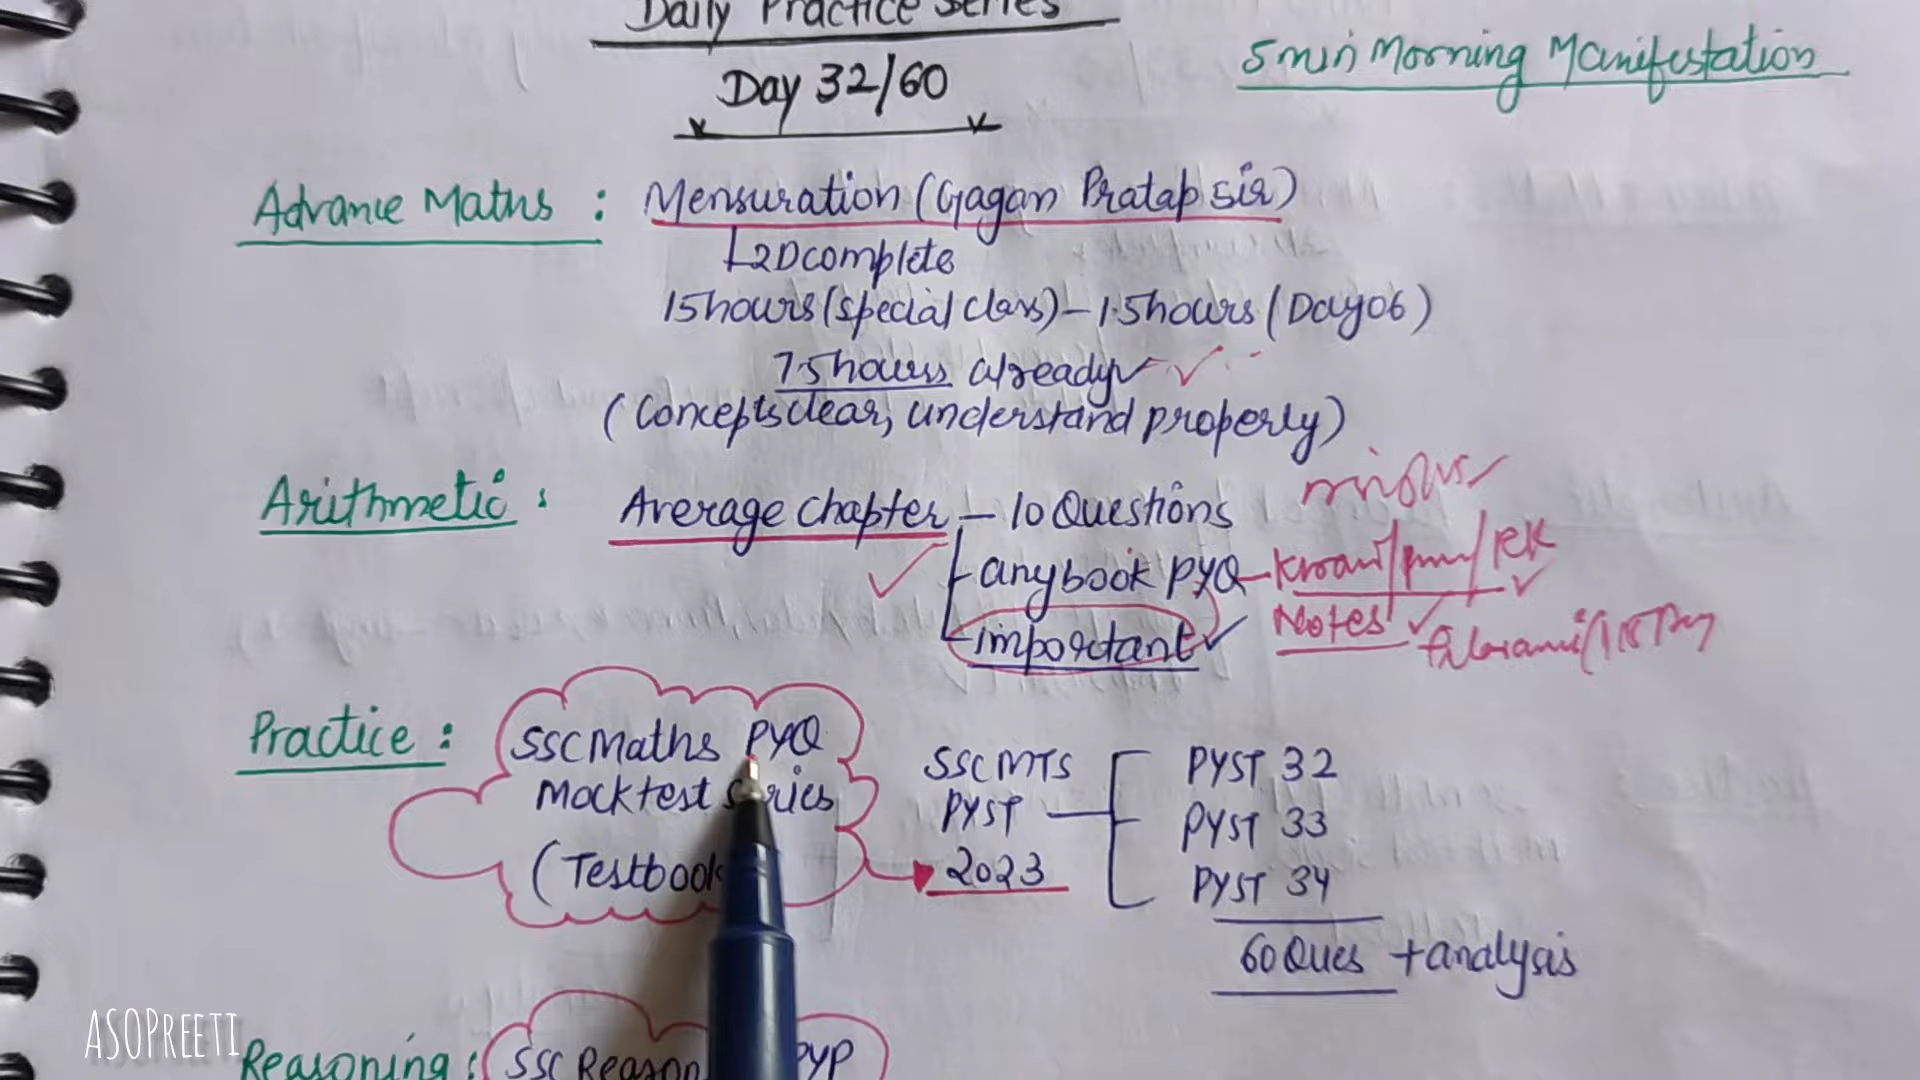 Daily Practice Series
Day 32/60
5 min Morning Manifestation
Advance Maths : Mensuration (Gagan Pratap sir)
2D complete
15 hours (special class) - 1.5 hours (Day 06)
7.5 hours already
(Concepts clear, understand properly)
Arithmetic : Average Chapter - 10 Questions
any book PYQ - /RK
important Notes
Practice : SSC Maths PYQ
Mocktest Series
(Testbook
SSC MTS
PYST
2023
PYST 32
PYST 33
PYST 34
60 Ques + analysis
Reasoning : SSC Reason PYP
ASOPREETI